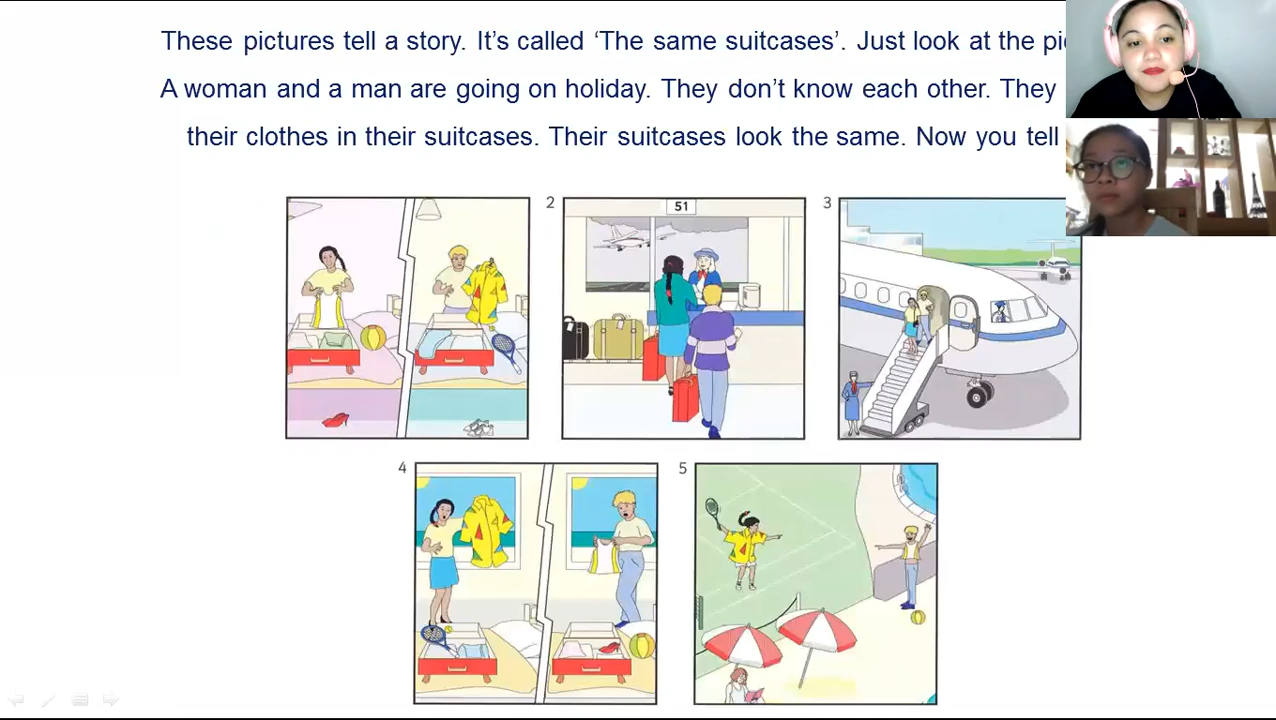 These pictures tell a story. It’s called ‘The same suitcases’. Just look at the
A woman and a man are going on holiday. They don’t know each other. They
their clothes in their suitcases. Their suitcases look the same. Now you tell
2
51
3
4
5